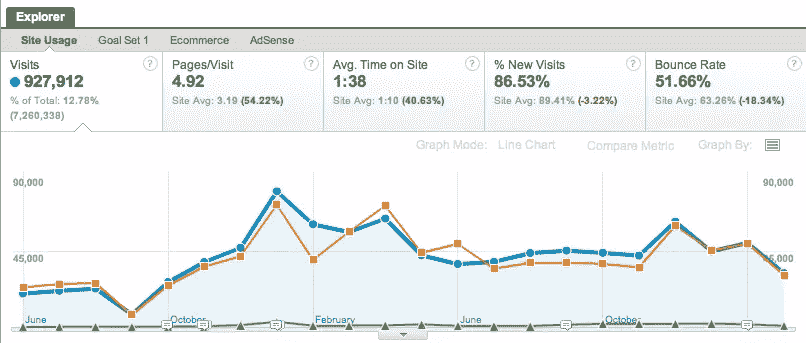 Explorer
Site Usage Goal Set 1 Ecommerce AdSense
Visits ? Pages/Visit ? Avg. Time on Site ? % New Visits ? Bounce Rate ?
927,912 4.92 1:38 86.53% 51.66%
% of Total: 12.78% Site Avg: 3.19 (54.22%) Site Avg: 1:10 (40.63%) Site Avg: 89.41% (-3.22%) Site Avg: 63.26% (-18.34%)
(7,260,338)
Graph Mode: Line Chart Compare Metric Graph By:
90,000 90,000
45,000
June October February June October